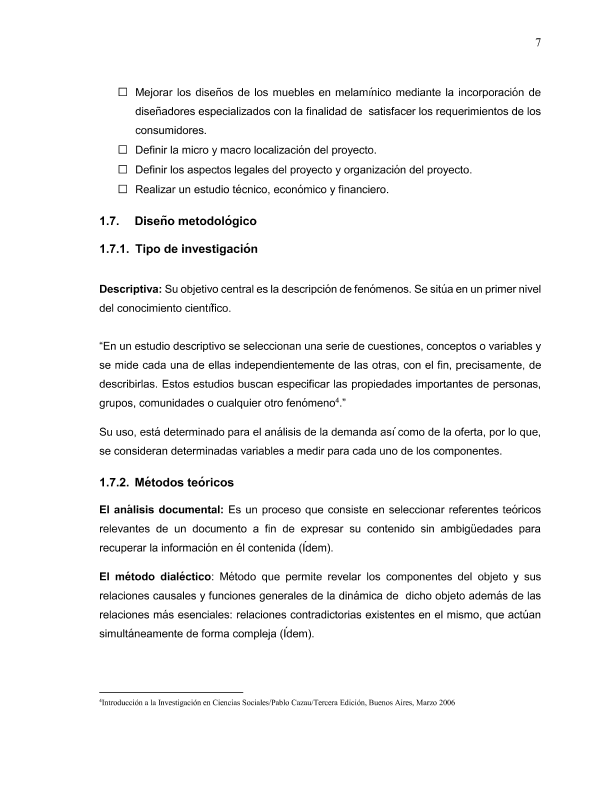 7
☐ Mejorar los diseños de los muebles en melamínico mediante la incorporación de
diseñadores especializados con la finalidad de satisfacer los requerimientos de los
consumidores.
☐ Definir la micro y macro localización del proyecto.
☐ Definir los aspectos legales del proyecto y organización del proyecto.
☐ Realizar un estudio técnico, económico y financiero.
1.7. Diseño metodológico
1.7.1. Tipo de investigación
Descriptiva: Su objetivo central es la descripción de fenómenos. Se sitúa en un primer nivel
del conocimiento científico.
“En un estudio descriptivo se seleccionan una serie de cuestiones, conceptos o variables y
se mide cada una de ellas independientemente de las otras, con el fin, precisamente, de
describirlas. Estos estudios buscan especificar las propiedades importantes de personas,
grupos, comunidades o cualquier otro fenómeno⁴.”
Su uso, está determinado para el análisis de la demanda así como de la oferta, por lo que,
se consideran determinadas variables a medir para cada uno de los componentes.
1.7.2. Métodos teóricos
El análisis documental: Es un proceso que consiste en seleccionar referentes teóricos
relevantes de un documento a fin de expresar su contenido sin ambigüedades para
recuperar la información en él contenida (Ídem).
El método dialéctico: Método que permite revelar los componentes del objeto y sus
relaciones causales y funciones generales de la dinámica de dicho objeto además de las
relaciones más esenciales: relaciones contradictorias existentes en el mismo, que actúan
simultáneamente de forma compleja (Ídem).
⁴Introducción a la Investigación en Ciencias Sociales/Pablo Cazau/Tercera Edición, Buenos Aires, Marzo 2006